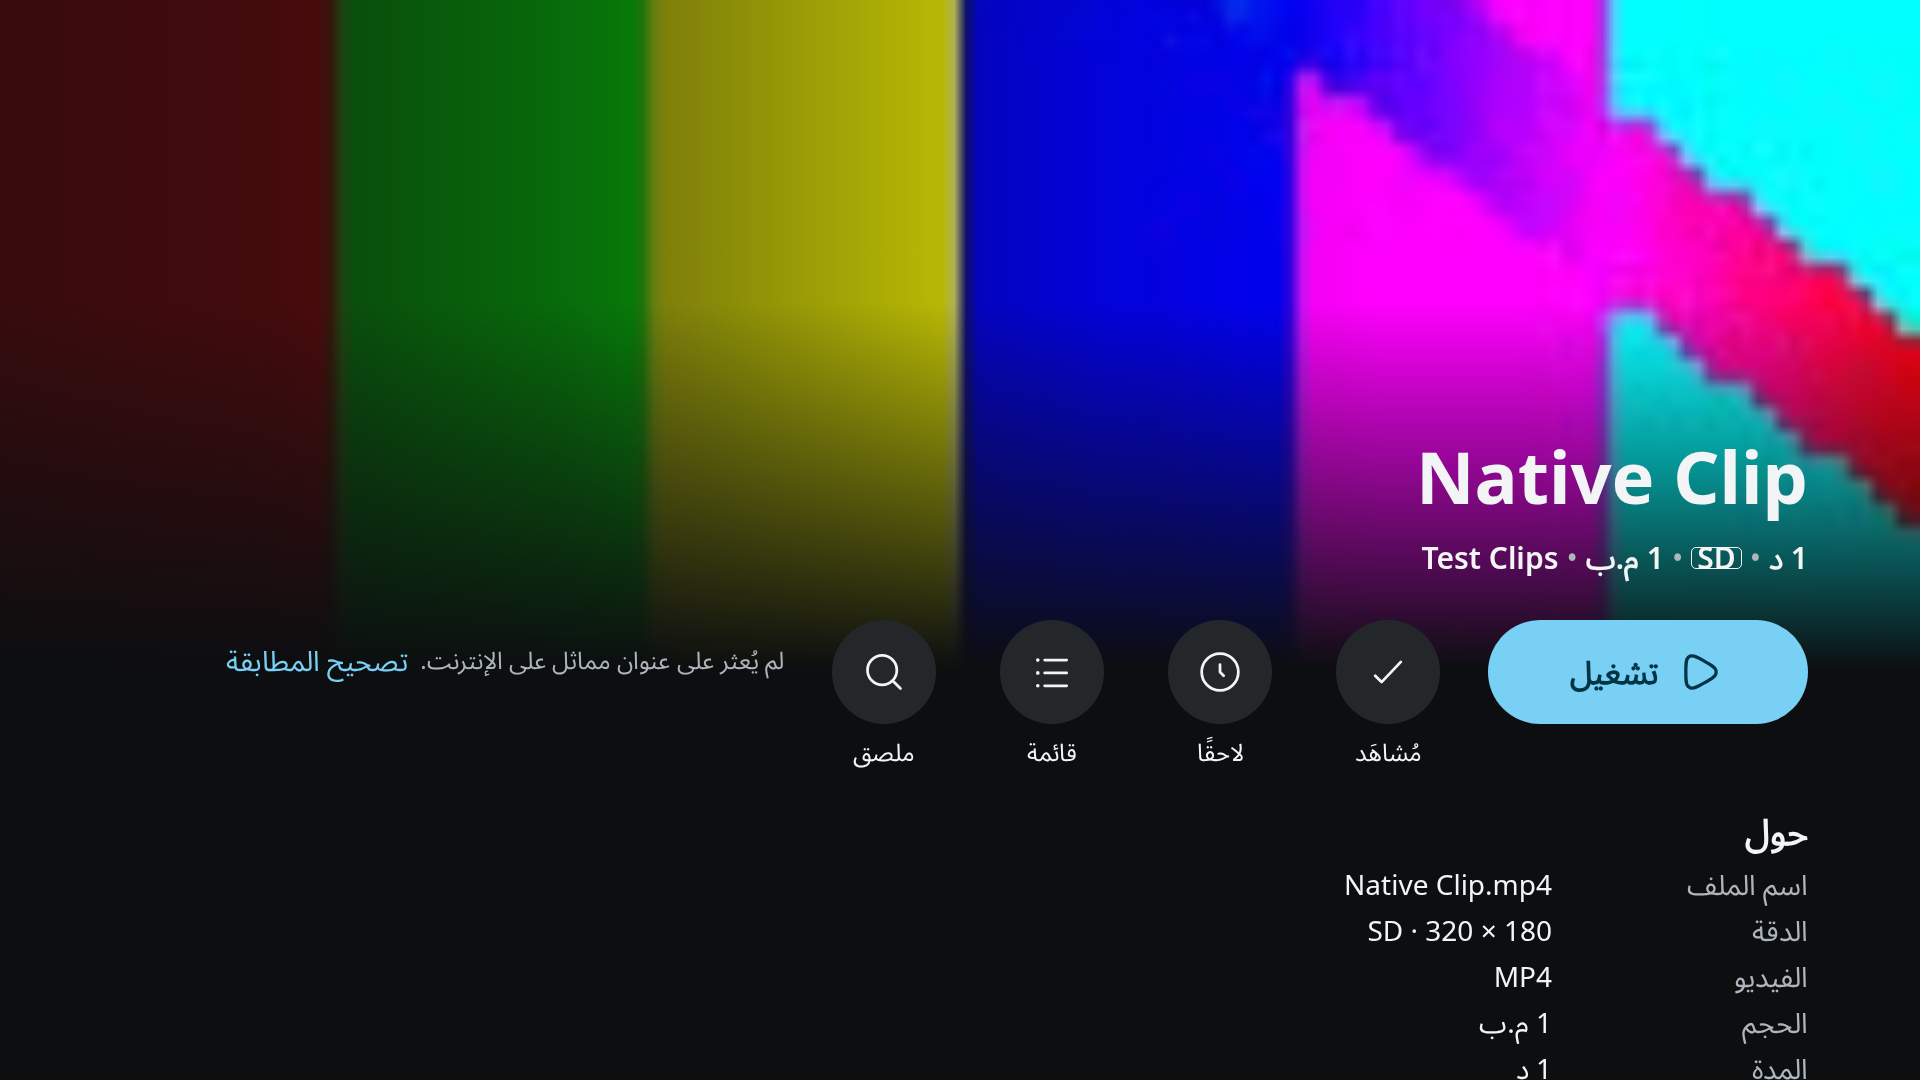 Native Clip
1 د • SD • 1 م.ب • Test Clips
تشغيل
مُشاهَد
لاحقًا
قائمة
ملصق
لم يُعثر على عنوان مماثل على الإنترنت. تصحيح المطابقة
حول
اسم الملف Native Clip.mp4
الدقة SD · 320 × 180
الفيديو MP4
الحجم 1 م.ب
المدة 1 د